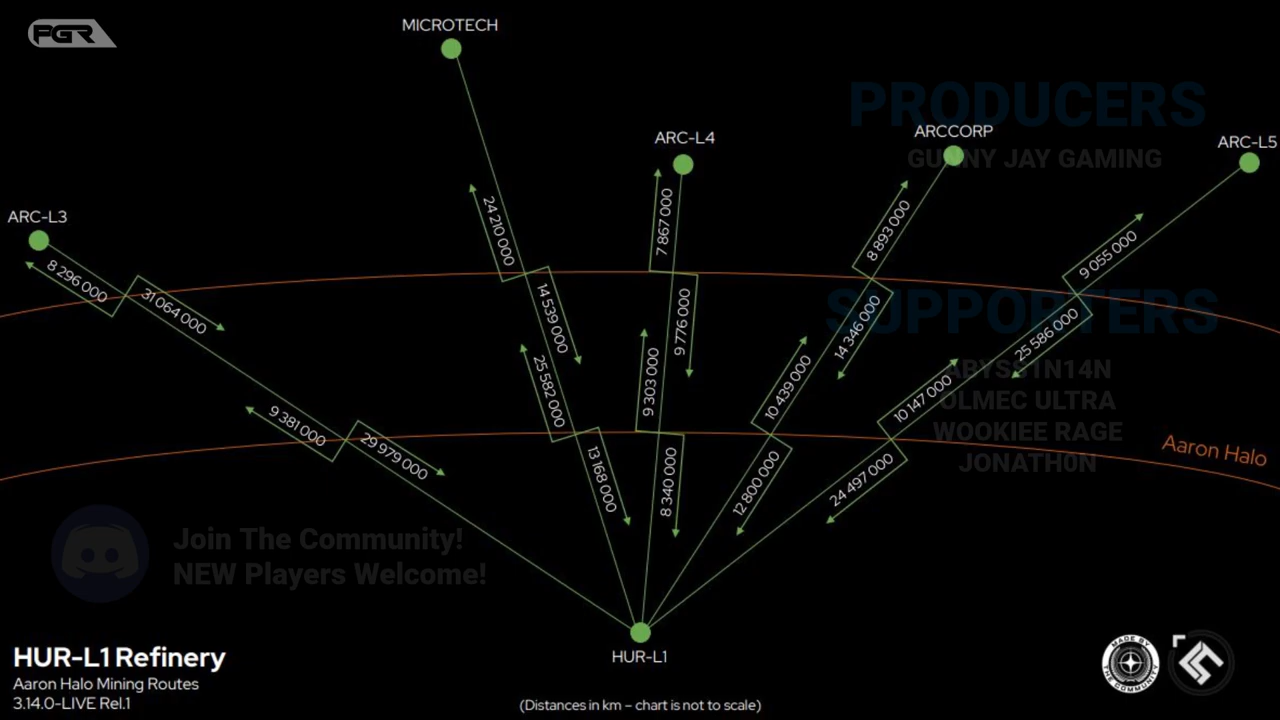 PGR
MICROTECH
PRODUCERS
ARC-L4
ARCCORP
ARC-L5
GUNNY JAY GAMING
ARC-L3
24 210 000
7 867 000
8 893 000
9 055 000
8 296 000
31 064 000
14 539 000
9 776 000
14 346 000
25 586 000
SUPPORTERS
25 582 000
9 303 000
10 439 000
10 147 000
ABYSS1N14N
OLMEC ULTRA
WOOKIEE RAGE
JONATH0N
9 381 000
29 979 000
13 168 000
8 340 000
12 800 000
24 497 000
Aaron Halo
Join The Community!
NEW Players Welcome!
HUR-L1
HUR-L1 Refinery
Aaron Halo Mining Routes
3.14.0-LIVE Rel.1
(Distances in km – chart is not to scale)
MADE BY
THE COMMUNITY